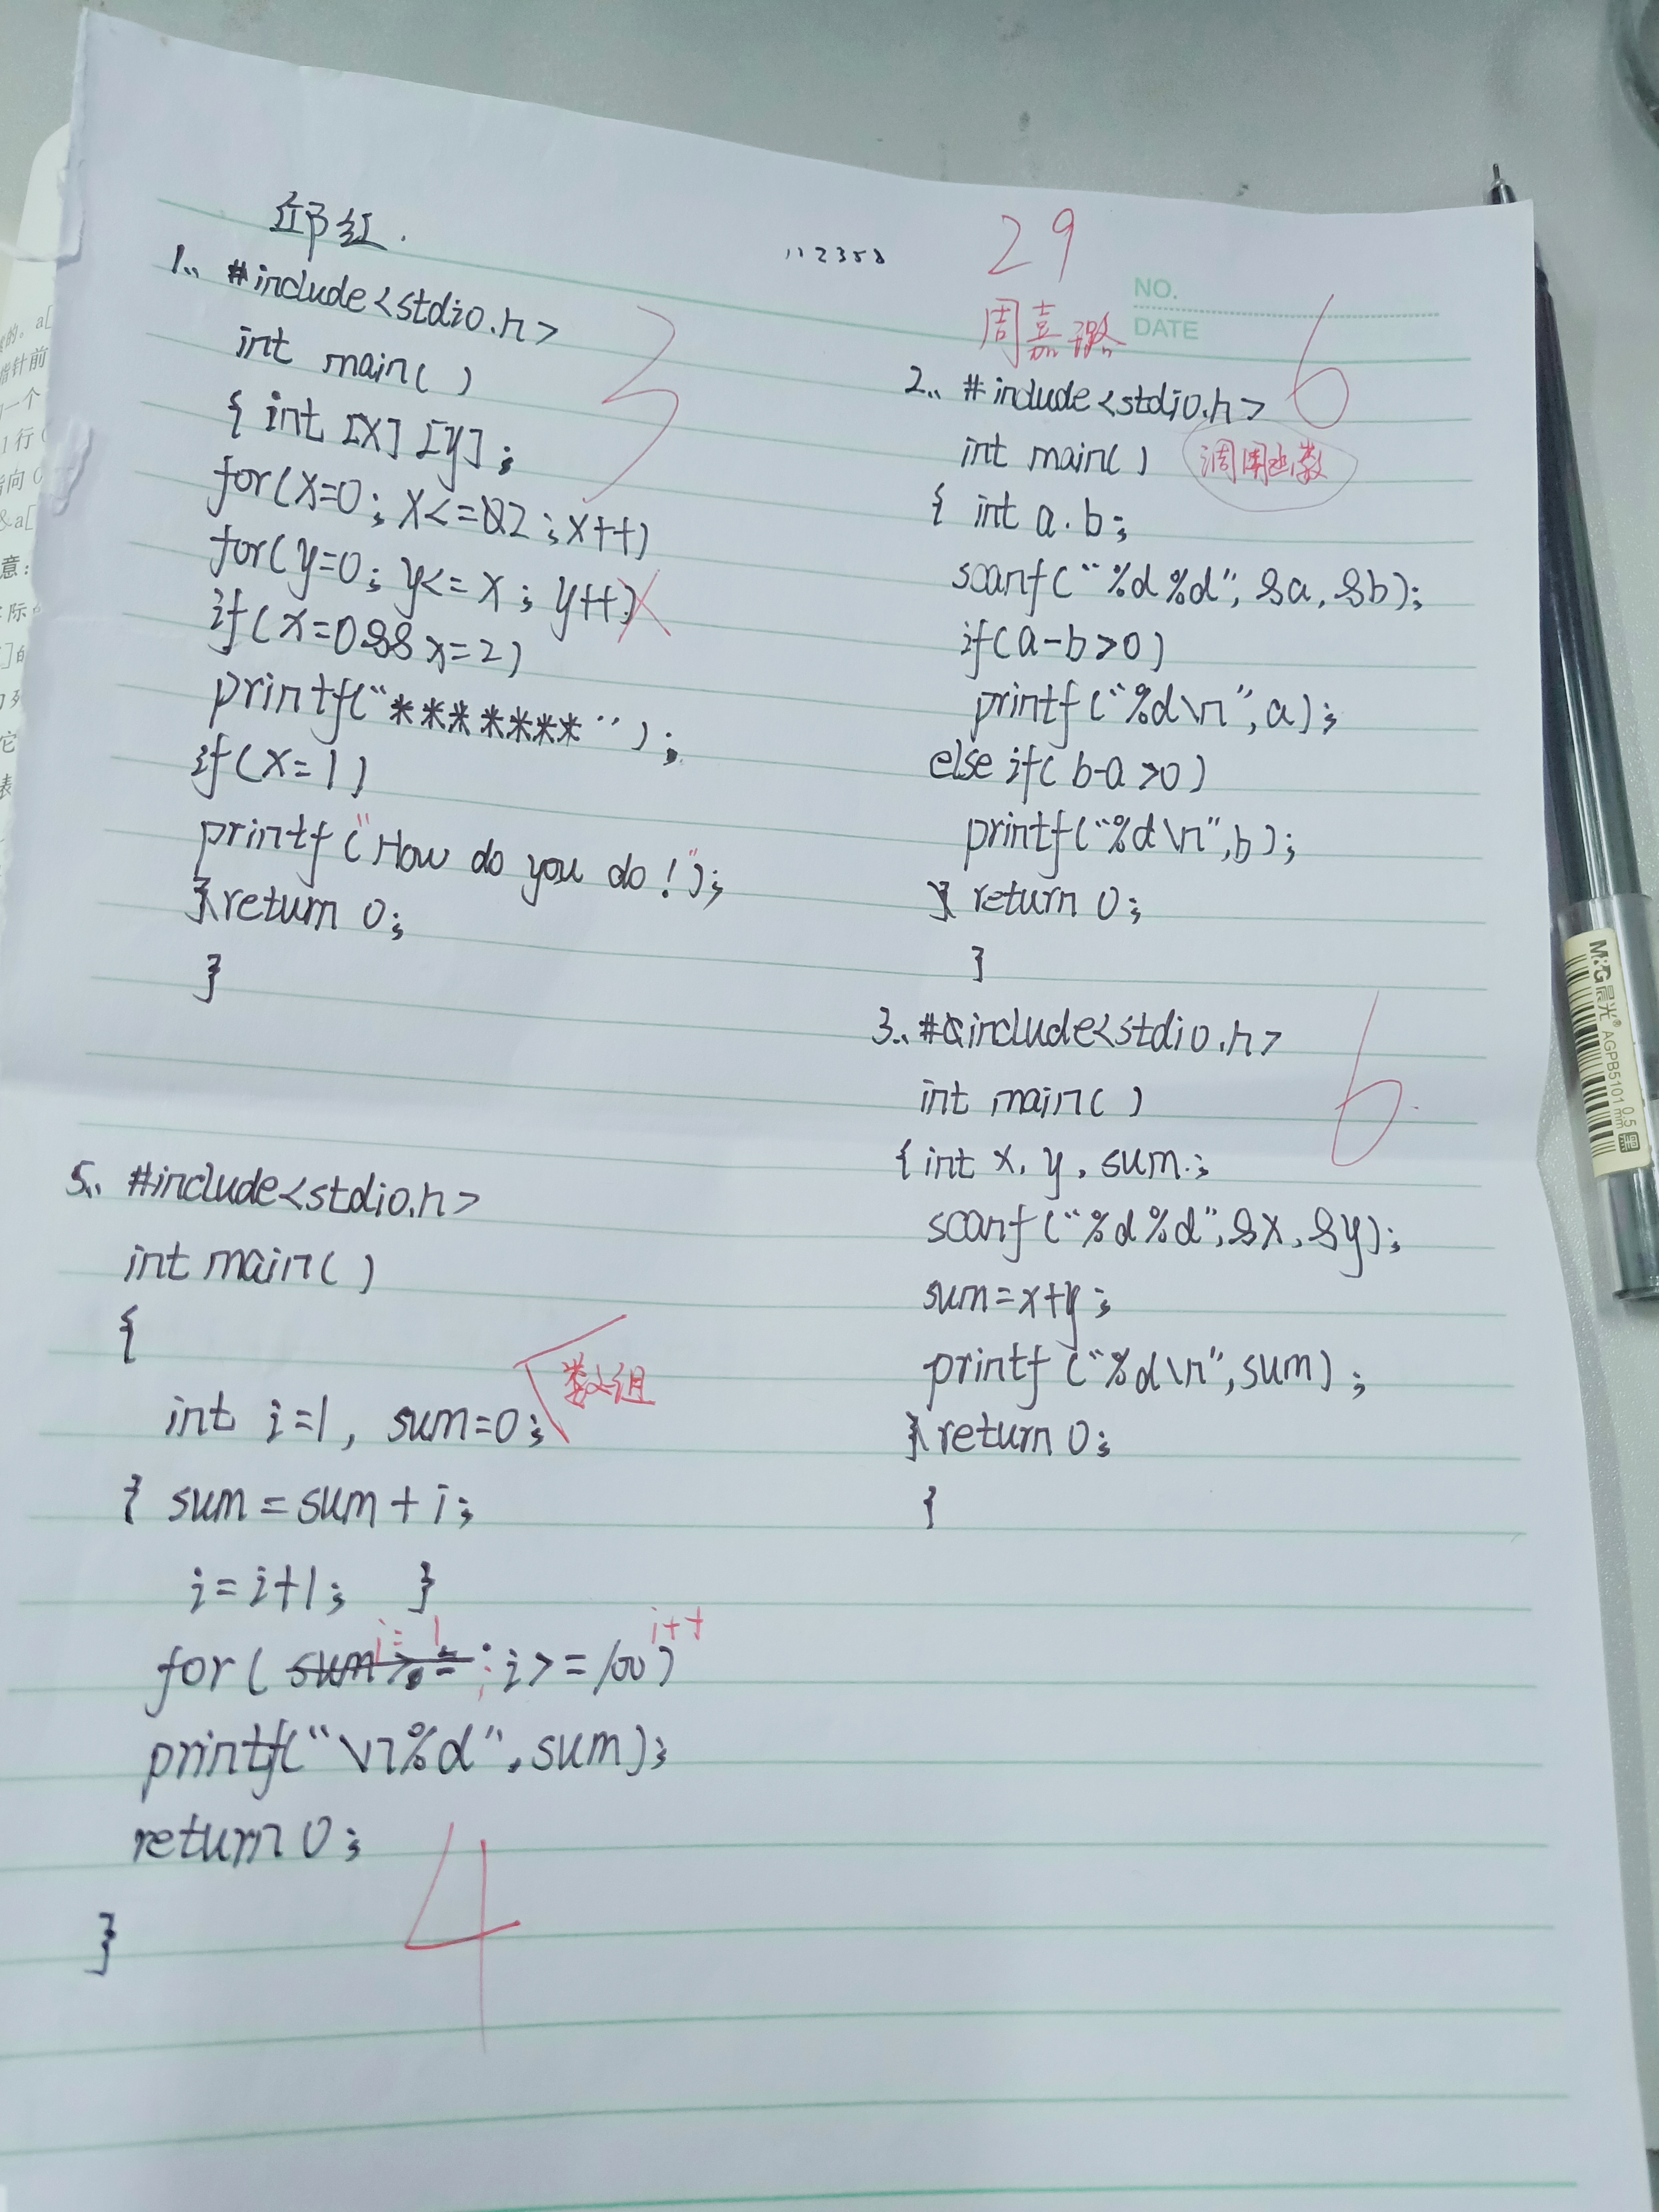 邱红.
112358
29
1.. #include<stdio.h>
3
int main()
{ int [x][y];
for(x=0; x<=2; x++)
for(y=0; y<=x; y++)
×
if(x=0&&x=2)
printf("*******");
if(x=1)
printf("How do you do!");
} return 0;
}
NO.
DATE
周嘉
6
2.. #include<stdio.h>
int main() 调用函数
{ int a.b;
scanf("%d%d", &a, &b);
if(a-b>0)
printf("%d\n", a);
else if(b-a>0)
printf("%d\n", b);
} return 0;
}
3.. #include<stdio.h>
6
int main()
{int x, y, sum;
scanf("%d%d", &x, &y);
sum=x+y;
printf("%d\n", sum);
} return 0;
}
5.. #include<stdio.h>
int main()
{
数组
int i=1, sum=0;
{ sum=sum+i;
i=i+1; }
i=1 i++
for( ; i>=100)
printf("\n%d", sum);
return 0;
4
}
M&G晨光® AGPB5101 0.5mm 黑